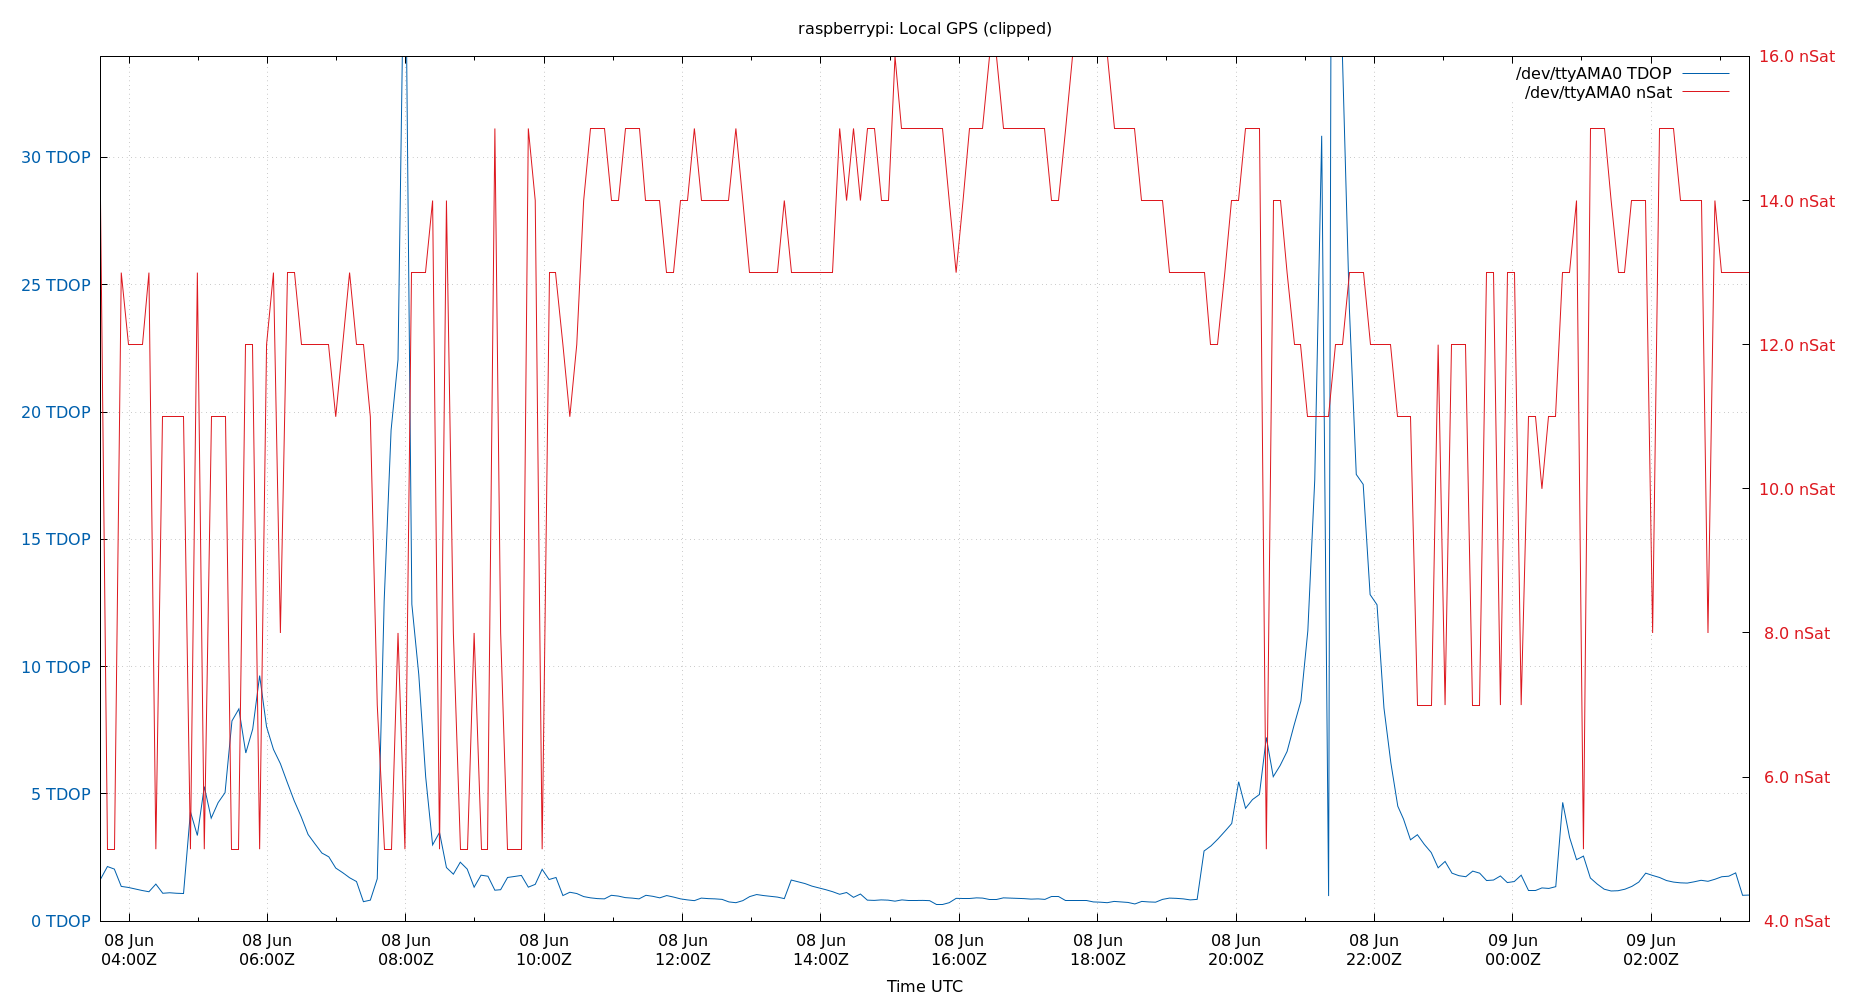 raspberrypi: Local GPS (clipped)
/dev/ttyAMA0 TDOP
/dev/ttyAMA0 nSat
30 TDOP
25 TDOP
20 TDOP
15 TDOP
10 TDOP
5 TDOP
0 TDOP
16.0 nSat
14.0 nSat
12.0 nSat
10.0 nSat
8.0 nSat
6.0 nSat
4.0 nSat
08 Jun 08 Jun 08 Jun 08 Jun 08 Jun 08 Jun 08 Jun 08 Jun 08 Jun 08 Jun 09 Jun 09 Jun
04:00Z 06:00Z 08:00Z 10:00Z 12:00Z 14:00Z 16:00Z 18:00Z 20:00Z 22:00Z 00:00Z 02:00Z
Time UTC